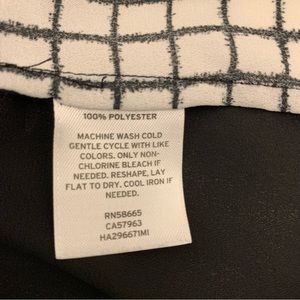 100% POLYESTER
MACHINE WASH COLD
GENTLE CYCLE WITH LIKE
COLORS. ONLY NON-
CHLORINE BLEACH IF
NEEDED. RESHAPE, LAY
FLAT TO DRY. COOL IRON IF
NEEDED.
RN58665
CA57963
HA296671MI